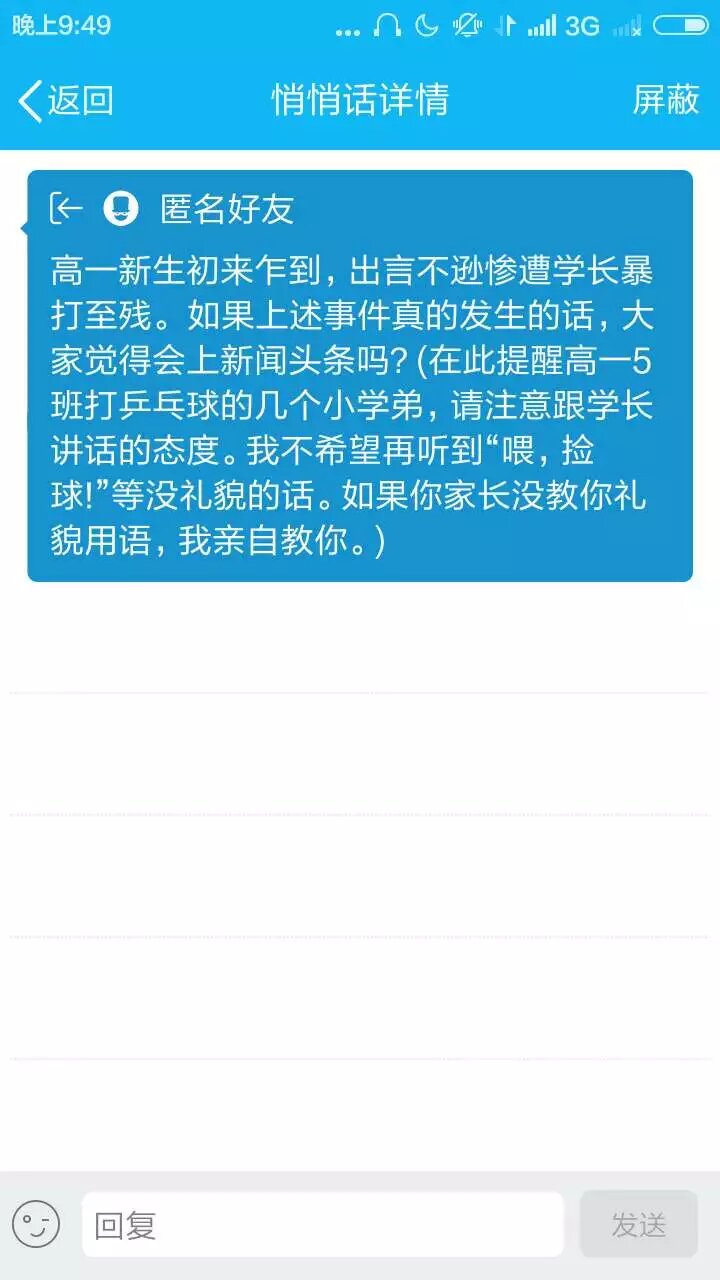 晚上9:49
3G
返回
悄悄话详情
屏蔽
匿名好友
高一新生初来乍到，出言不逊惨遭学长暴
打至残。如果上述事件真的发生的话，大
家觉得会上新闻头条吗？(在此提醒高一5
班打乒乓球的几个小学弟，请注意跟学长
讲话的态度。我不希望再听到“喂，捡
球!”等没礼貌的话。如果你家长没教你礼
貌用语，我亲自教你。)
回复
发送